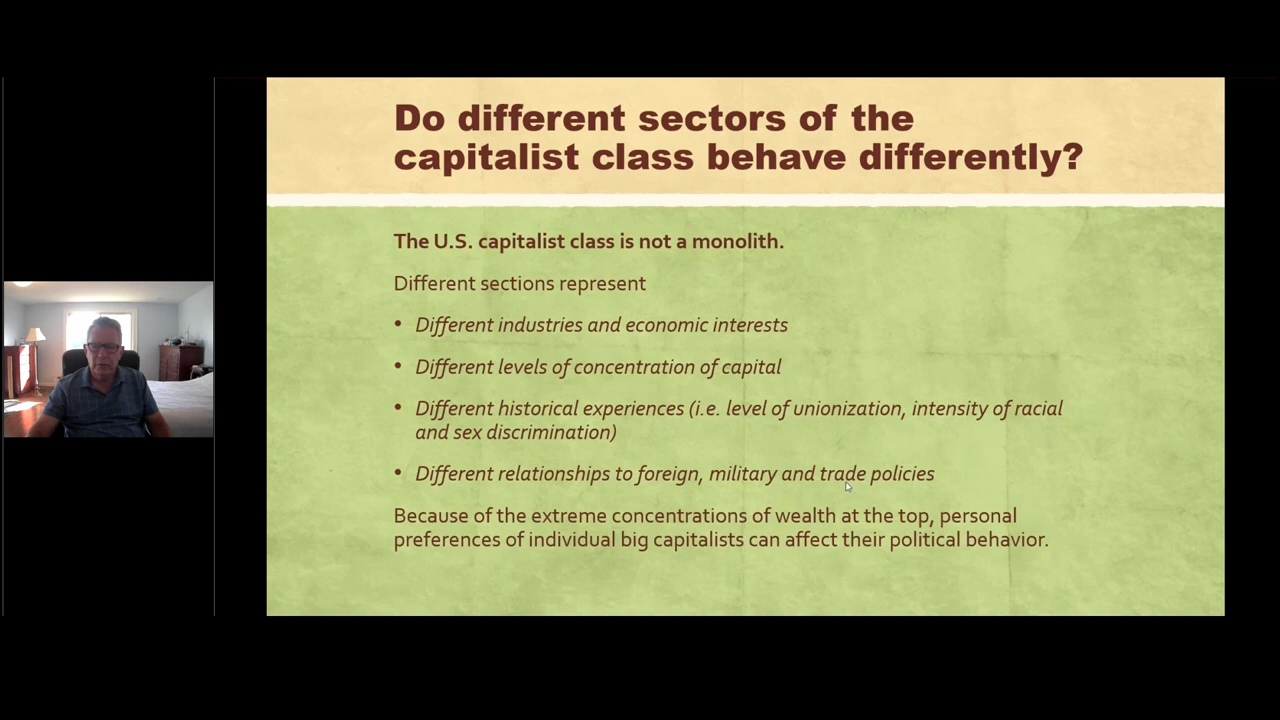 Do different sectors of the
capitalist class behave differently?
The U.S. capitalist class is not a monolith.
Different sections represent
• Different industries and economic interests
• Different levels of concentration of capital
• Different historical experiences (i.e. level of unionization, intensity of racial
and sex discrimination)
• Different relationships to foreign, military and trade policies
Because of the extreme concentrations of wealth at the top, personal
preferences of individual big capitalists can affect their political behavior.